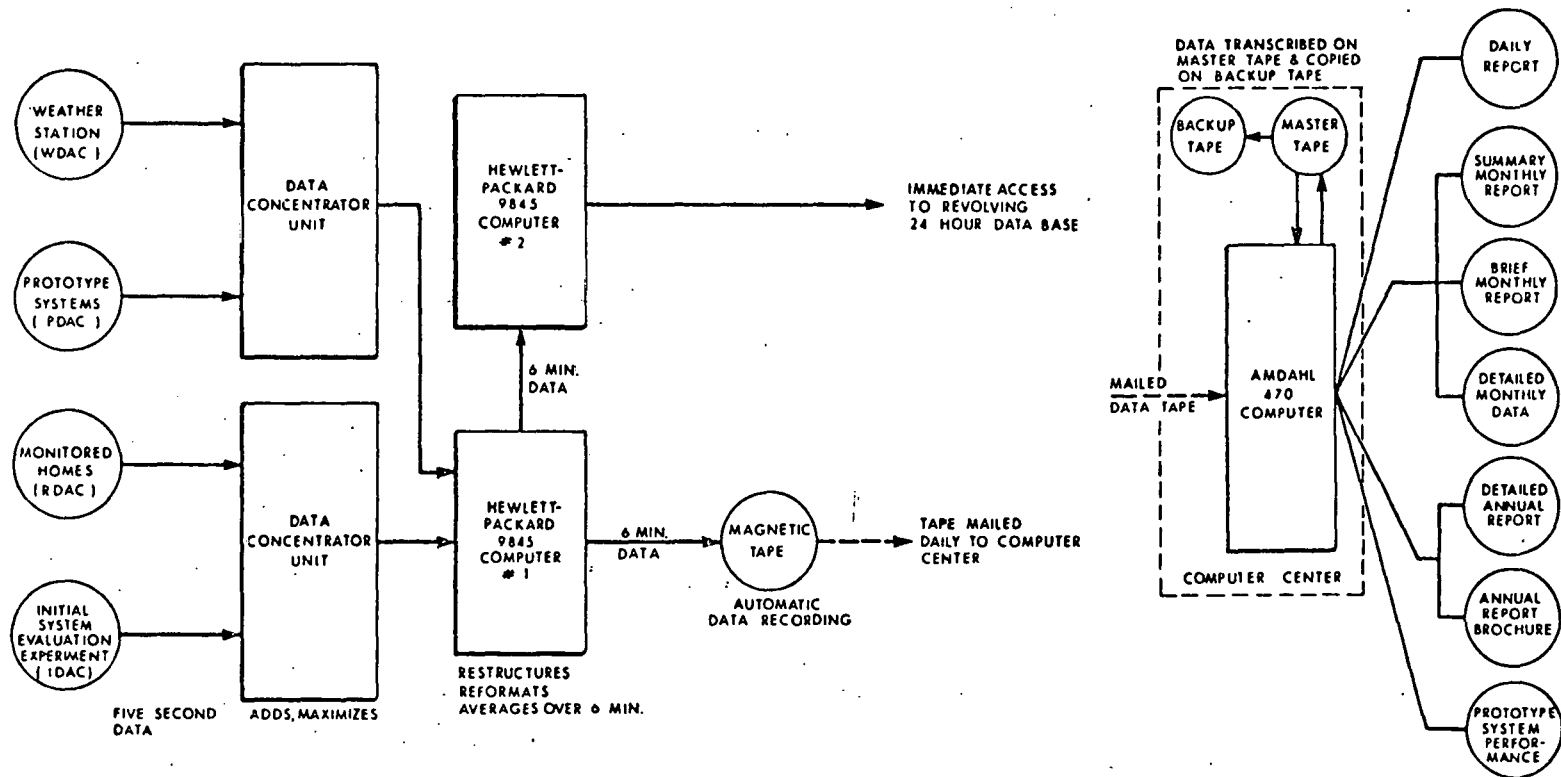 WEATHER
STATION
(WDAC)
PROTOTYPE
SYSTEMS
(PDAC)
MONITORED
HOMES
(RDAC)
INITIAL
SYSTEM
EVALUATION
EXPERIMENT
(IDAC)
FIVE SECOND
DATA
DATA
CONCENTRATOR
UNIT
DATA
CONCENTRATOR
UNIT
ADDS, MAXIMIZES
HEWLETT-
PACKARD
9845
COMPUTER
#2
6 MIN.
DATA
HEWLETT-
PACKARD
9845
COMPUTER
#1
RESTRUCTURES
REFORMATS
AVERAGES OVER 6 MIN.
IMMEDIATE ACCESS
TO REVOLVING
24 HOUR DATA BASE
6 MIN.
DATA
MAGNETIC
TAPE
AUTOMATIC
DATA RECORDING
TAPE MAILED
DAILY TO COMPUTER
CENTER
DATA TRANSCRIBED ON
MASTER TAPE & COPIED
ON BACKUP TAPE
BACKUP
TAPE
MASTER
TAPE
MAILED
DATA TAPE
AMDAHL
470
COMPUTER
COMPUTER CENTER
DAILY
REPORT
SUMMARY
MONTHLY
REPORT
BRIEF
MONTHLY
REPORT
DETAILED
MONTHLY
DATA
DETAILED
ANNUAL
REPORT
ANNUAL
REPORT
BROCHURE
PROTOTYPE
SYSTEM
PERFOR-
MANCE